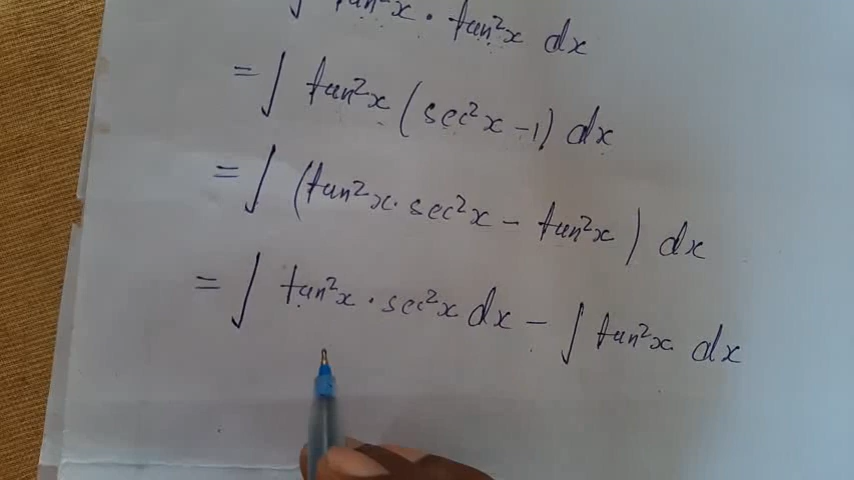 ∫ tan²x · tan²x dx
= ∫ tan²x (sec²x -1) dx
= ∫ (tan²x · sec²x - tan²x) dx
= ∫ tan²x · sec²x dx - ∫ tan²x dx